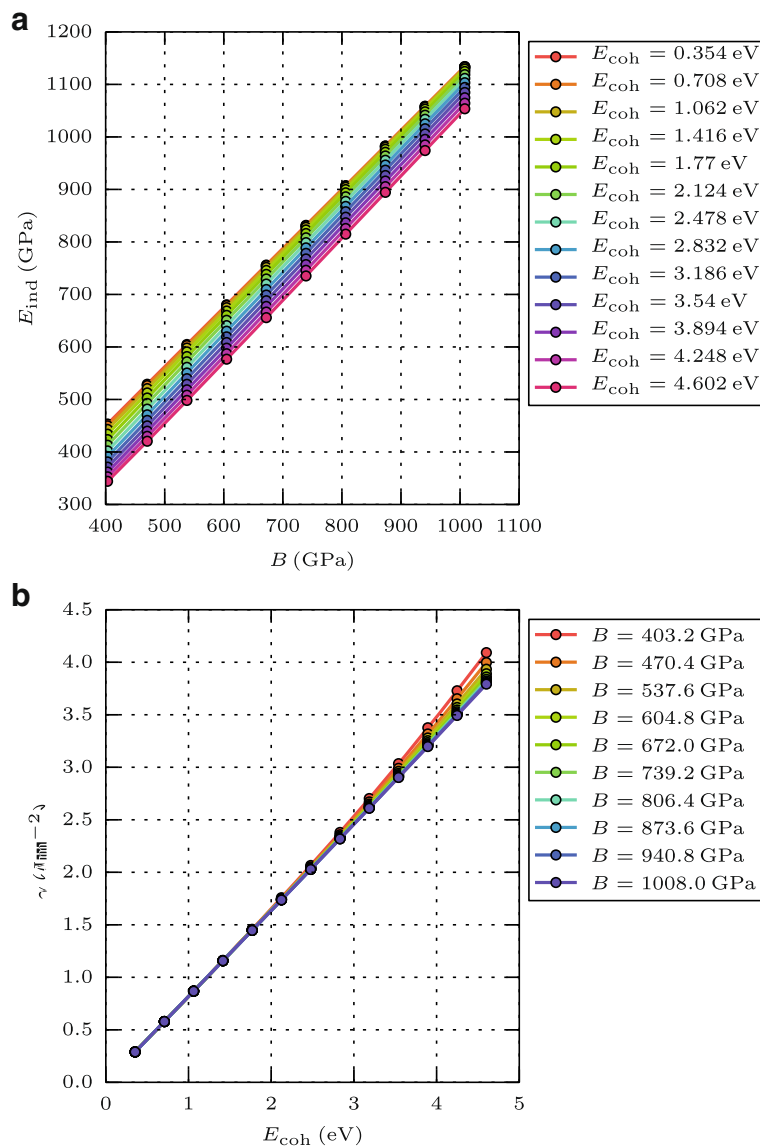 a
1200
1100
1000
900
800
700
600
500
400
300
E_ind (GPa)
400 500 600 700 800 900 1000 1100
B (GPa)
E_coh = 0.354 eV
E_coh = 0.708 eV
E_coh = 1.062 eV
E_coh = 1.416 eV
E_coh = 1.77 eV
E_coh = 2.124 eV
E_coh = 2.478 eV
E_coh = 2.832 eV
E_coh = 3.186 eV
E_coh = 3.54 eV
E_coh = 3.894 eV
E_coh = 4.248 eV
E_coh = 4.602 eV
b
4.5
4.0
3.5
3.0
2.5
2.0
1.5
1.0
0.5
0.0
0 1 2 3 4 5
E_coh (eV)
B = 403.2 GPa
B = 470.4 GPa
B = 537.6 GPa
B = 604.8 GPa
B = 672.0 GPa
B = 739.2 GPa
B = 806.4 GPa
B = 873.6 GPa
B = 940.8 GPa
B = 1008.0 GPa